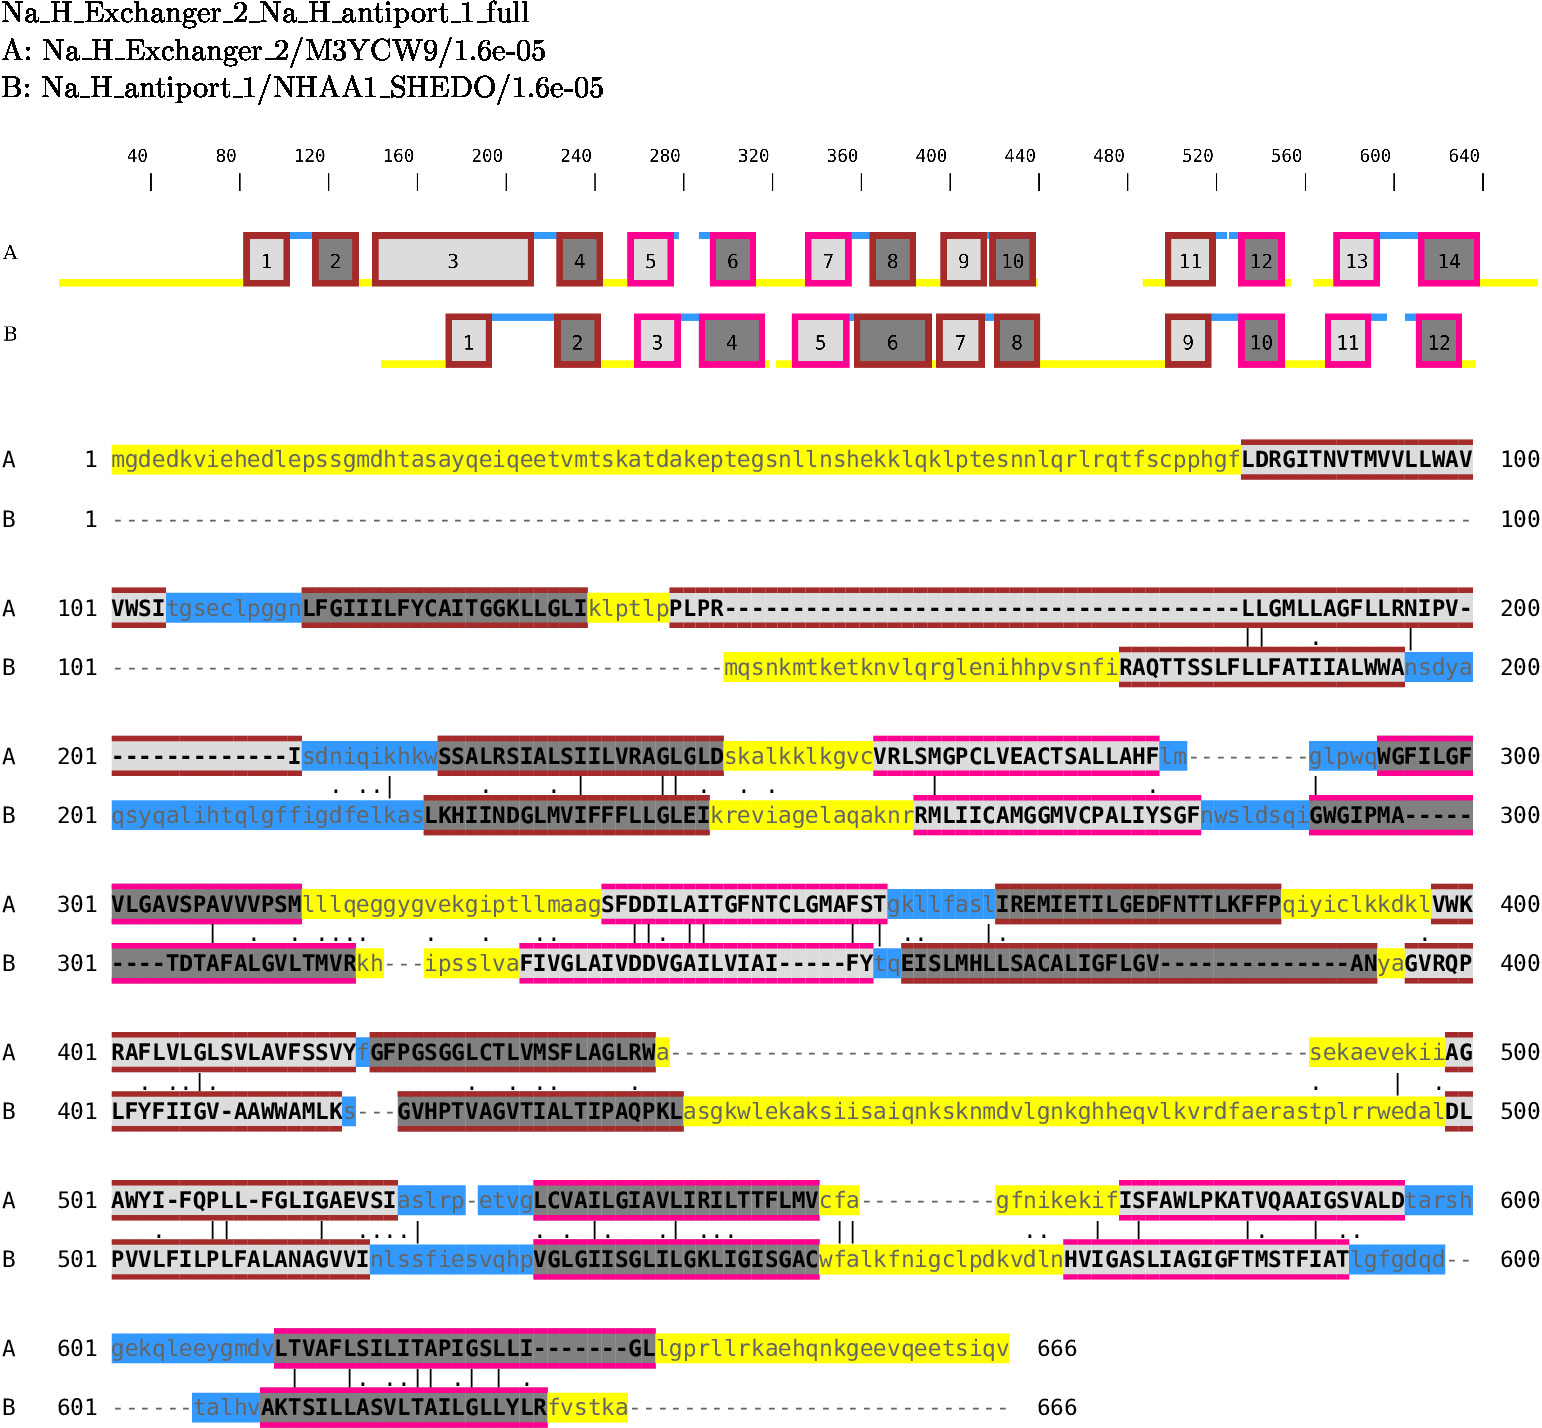 Na_H_Exchanger_2_Na_H_antiport_1_full
A: Na_H_Exchanger_2/M3YCW9/1.6e-05
B: Na_H_antiport_1/NHAA1_SHEDO/1.6e-05
40 80 120 160 200 240 280 320 360 400 440 480 520 560 600 640
A 1 2 3 4 5 6 7 8 9 10 11 12 13 14
B 1 2 3 4 5 6 7 8 9 10 11 12
A 1 mgdedkviehedlepssgmdhtasayqeiqeetvmtskatdakeptegsnllnshekklqklptesnnlqrlrqtfscpphgfLDRGITNVTMVVLLWAV 100
B 1 ---------------------------------------------------------------------------------------------------- 100
A 101 VWSItgseclpggnLFGIIILFYCAITGGKLLGLIklptlpPLPR--------------------------------------LLGMLLAGFLLRNIPV- 200
B 101 ---------------------------------------------mqsnkmtketknvlqrglenihhpvsnfiRAQTTSSLFLLFATIIALWWAnsdya 200
A 201 -------------IsdniqikhkwSSALRSIALSIILVRAGLGLDskalkklkgvcVRLSMGPCLVEACTSALLAHFlm---------glpwqWGFILGF 300
B 201 qsyqalihtqlgffigdfelkasLKHIINDGLMVIFFFLLGLEIkreviagelaqaknrRMLIICAMGGMVCPALIYSGFnwsldsqiGWGIPMA----- 300
A 301 VLGAVSPAVVVPSMlllqeggygvekgiptllmaagSFDDILAITGFNTCLGMAFSTgkllfaslIREMIETILGEDFNTTLKFFPqiyiclkkdklVWK 400
B 301 ----TDTAFALGVLTMVRkh---ipsslvaFIVGLAIVDDVGAILVIAI-----FYtqEISLMHLLSACALIGFLGV--------------ANyaGVRQP 400
A 401 RAFLVLGLSVLAVFSSVYfGFPGSGGLCTLVMSFLAGLRWa-----------------------------------------------sekaevekiiAG 500
B 401 LFYFIIGV-AAWWAMLKs---GVHPTVAGVTIALTIPAQPKLasgkwlekaksiisaiqnksknmdvlgnkghheqvlkvrdfaerastplrrwedalDL 500
A 501 AWYI-FQPLL-FGLIGAEVSIaslrp-etvgLCVAILGIAVLIRILTTFLMVcfa----------gfnikekifISFAWLPKATVQAAIGSVALDtarsh 600
B 501 PVVLFILPLFALANAGVVInlssfiesvqhpVGLGIISGLILGKLIGISGACwfalkfnigclpdkvdlnHVIGASLIAGIGFTMSTFIATlgfgdqd-- 600
A 601 gekqleeygmdvLTVAFLSILITAPIGSLLI-------GLlgprllrkaehqnkgeevqeetsiqv 666
B 601 ------talhvAKTSILLASVLTAILGLLYLRfvstka---------------------------- 666